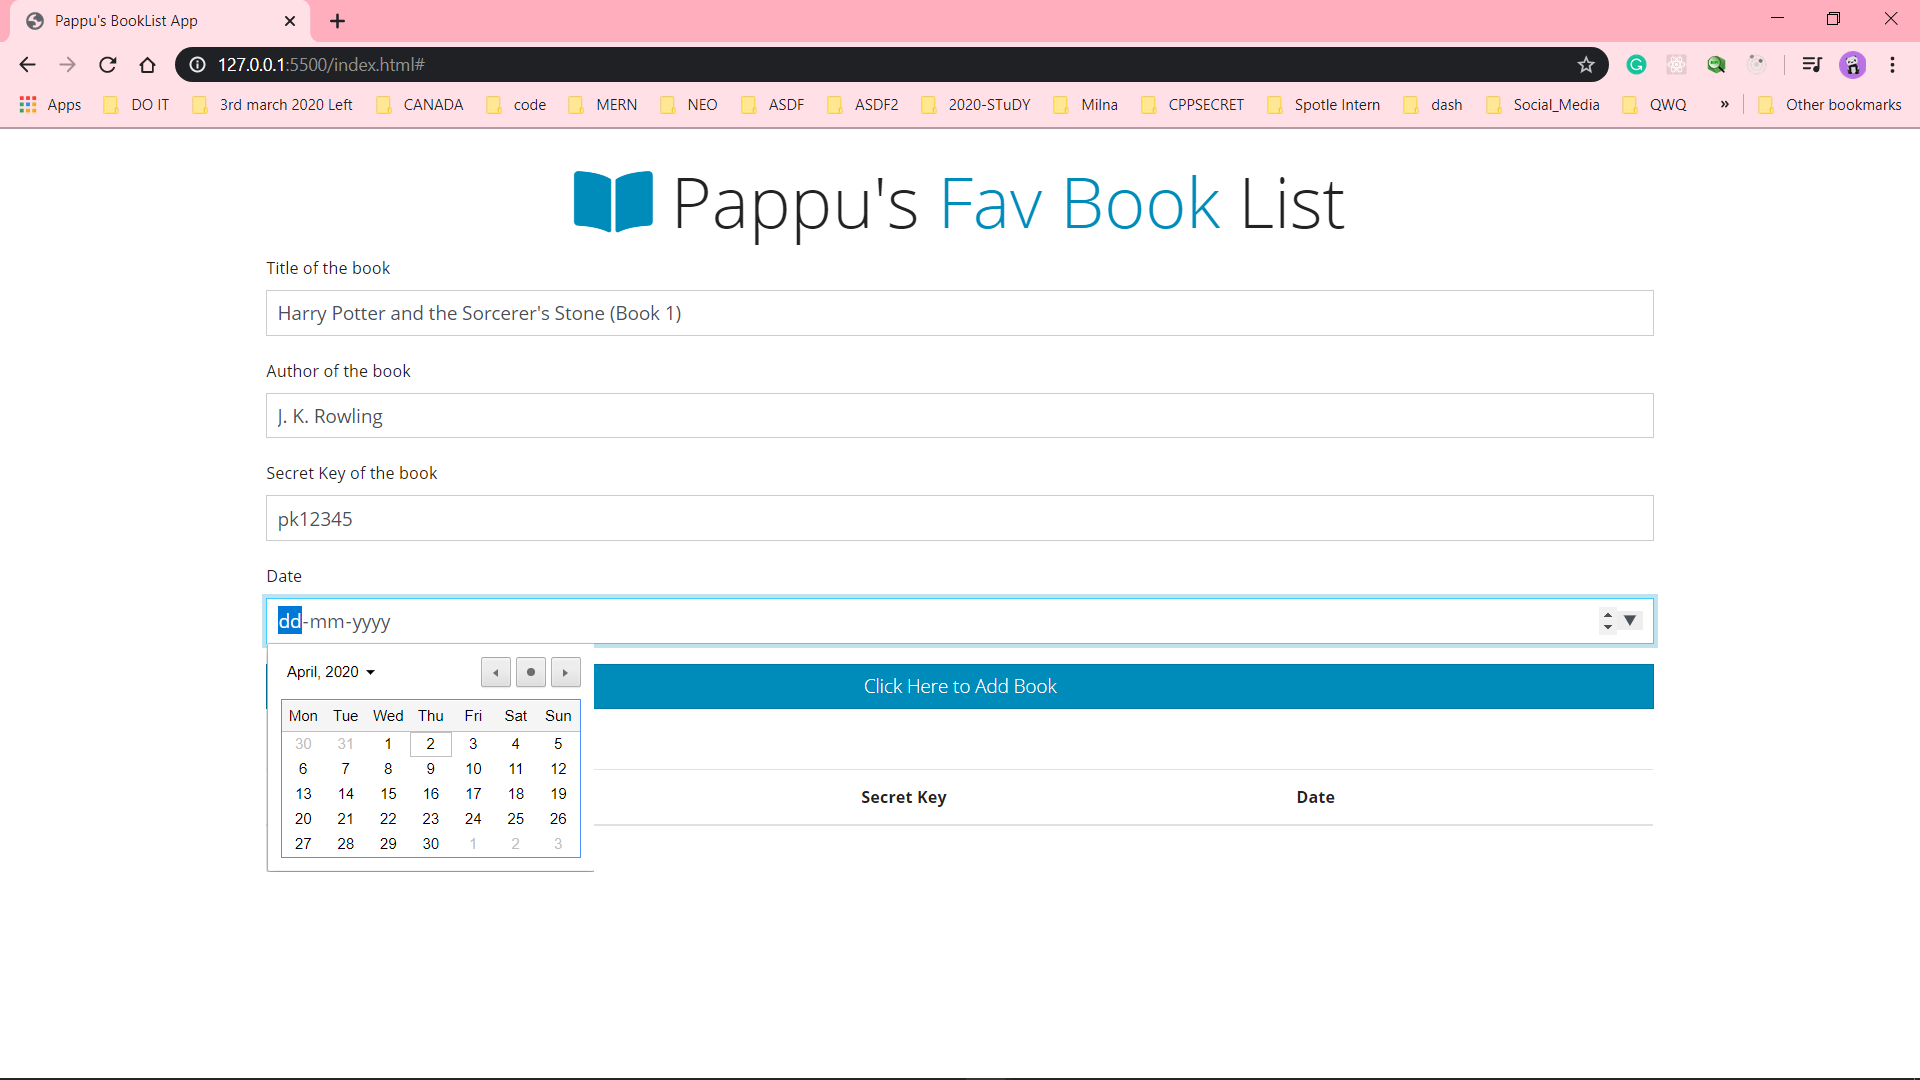 Pappu's BookList App
127.0.0.1:5500/index.html#
Apps DO IT 3rd march 2020 Left CANADA code MERN NEO ASDF ASDF2 2020-STuDY Milna CPPSECRET Spotle Intern dash Social_Media QWQ » Other bookmarks
Pappu's Fav Book List
Title of the book
Harry Potter and the Sorcerer's Stone (Book 1)
Author of the book
J. K. Rowling
Secret Key of the book
pk12345
Date
dd-mm-yyyy
April, 2020
Click Here to Add Book
Mon Tue Wed Thu Fri Sat Sun
30 31 1 2 3 4 5
6 7 8 9 10 11 12
13 14 15 16 17 18 19
20 21 22 23 24 25 26
27 28 29 30 1 2 3
Secret Key Date